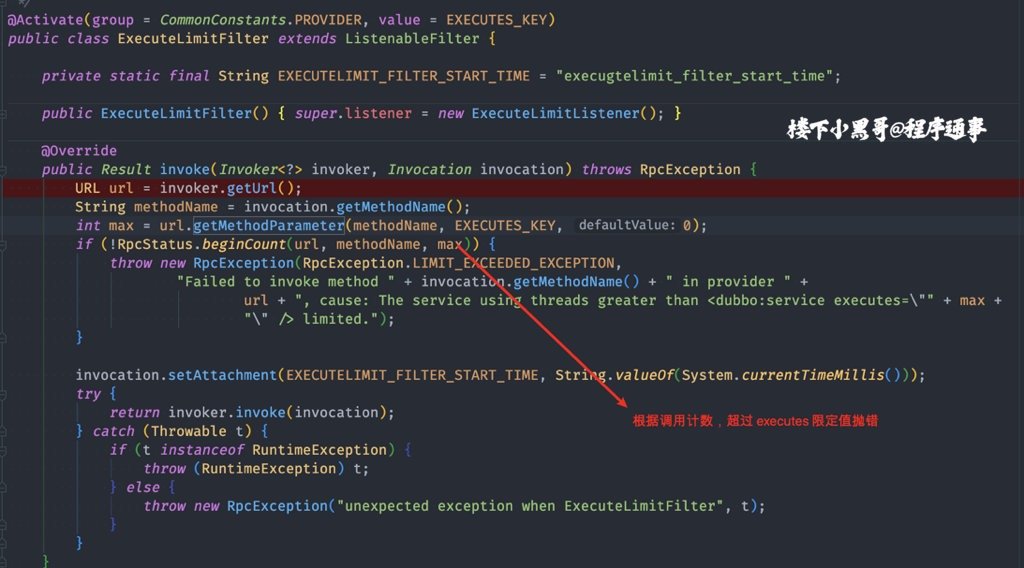 */
@Activate(group = CommonConstants.PROVIDER, value = EXECUTES_KEY)
public class ExecuteLimitFilter extends ListenableFilter {
private static final String EXECUTELIMIT_FILTER_START_TIME = "execugtelimit_filter_start_time";
public ExecuteLimitFilter() { super.listener = new ExecuteLimitListener(); }
楼下小黑哥@程序通事
@Override
public Result invoke(Invoker<?> invoker, Invocation invocation) throws RpcException {
URL url = invoker.getUrl();
String methodName = invocation.getMethodName();
int max = url.getMethodParameter(methodName, EXECUTES_KEY, defaultValue: 0);
if (!RpcStatus.beginCount(url, methodName, max)) {
throw new RpcException(RpcException.LIMIT_EXCEEDED_EXCEPTION,
"Failed to invoke method " + invocation.getMethodName() + " in provider " +
url + ", cause: The service using threads greater than <dubbo:service executes=\"" + max +
"\" /> limited.");
}
invocation.setAttachment(EXECUTELIMIT_FILTER_START_TIME, String.valueOf(System.currentTimeMillis()));
try {
return invoker.invoke(invocation);
根据调用计数，超过 executes 限定值抛错
} catch (Throwable t) {
if (t instanceof RuntimeException) {
throw (RuntimeException) t;
} else {
throw new RpcException("unexpected exception when ExecuteLimitFilter", t);
}
}
}